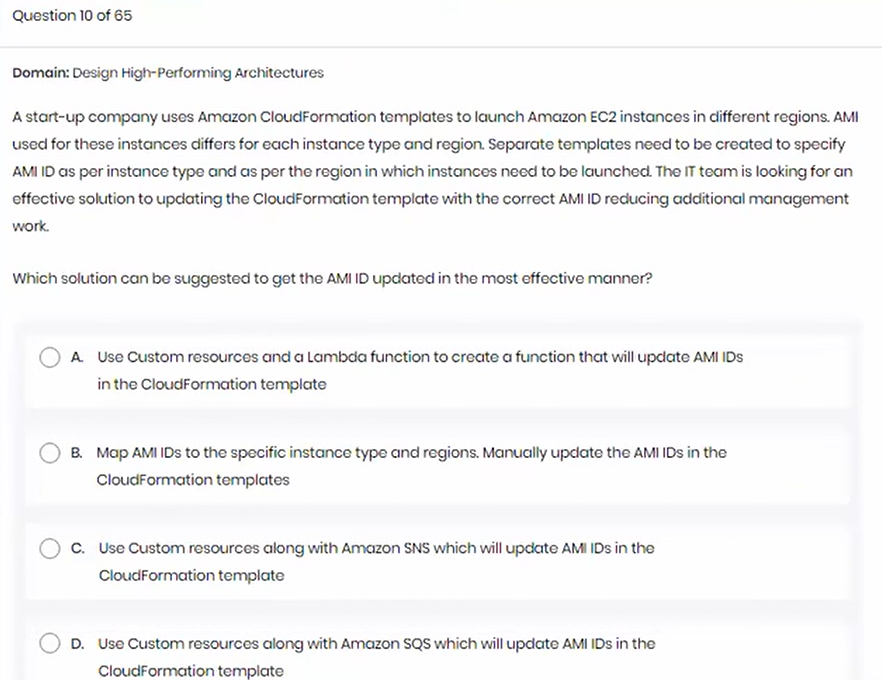 Question 10 of 65
Domain: Design High-Performing Architectures
A start-up company uses Amazon CloudFormation templates to launch Amazon EC2 instances in different regions. AMI
used for these instances differs for each instance type and region. Separate templates need to be created to specify
AMI ID as per instance type and as per the region in which instances need to be launched. The IT team is looking for an
effective solution to updating the CloudFormation template with the correct AMI ID reducing additional management
work.
Which solution can be suggested to get the AMI ID updated in the most effective manner?
A. Use Custom resources and a Lambda function to create a function that will update AMI IDs
in the CloudFormation template
B. Map AMI IDs to the specific instance type and regions. Manually update the AMI IDs in the
CloudFormation templates
C. Use Custom resources along with Amazon SNS which will update AMI IDs in the
CloudFormation template
D. Use Custom resources along with Amazon SQS which will update AMI IDs in the
CloudFormation template